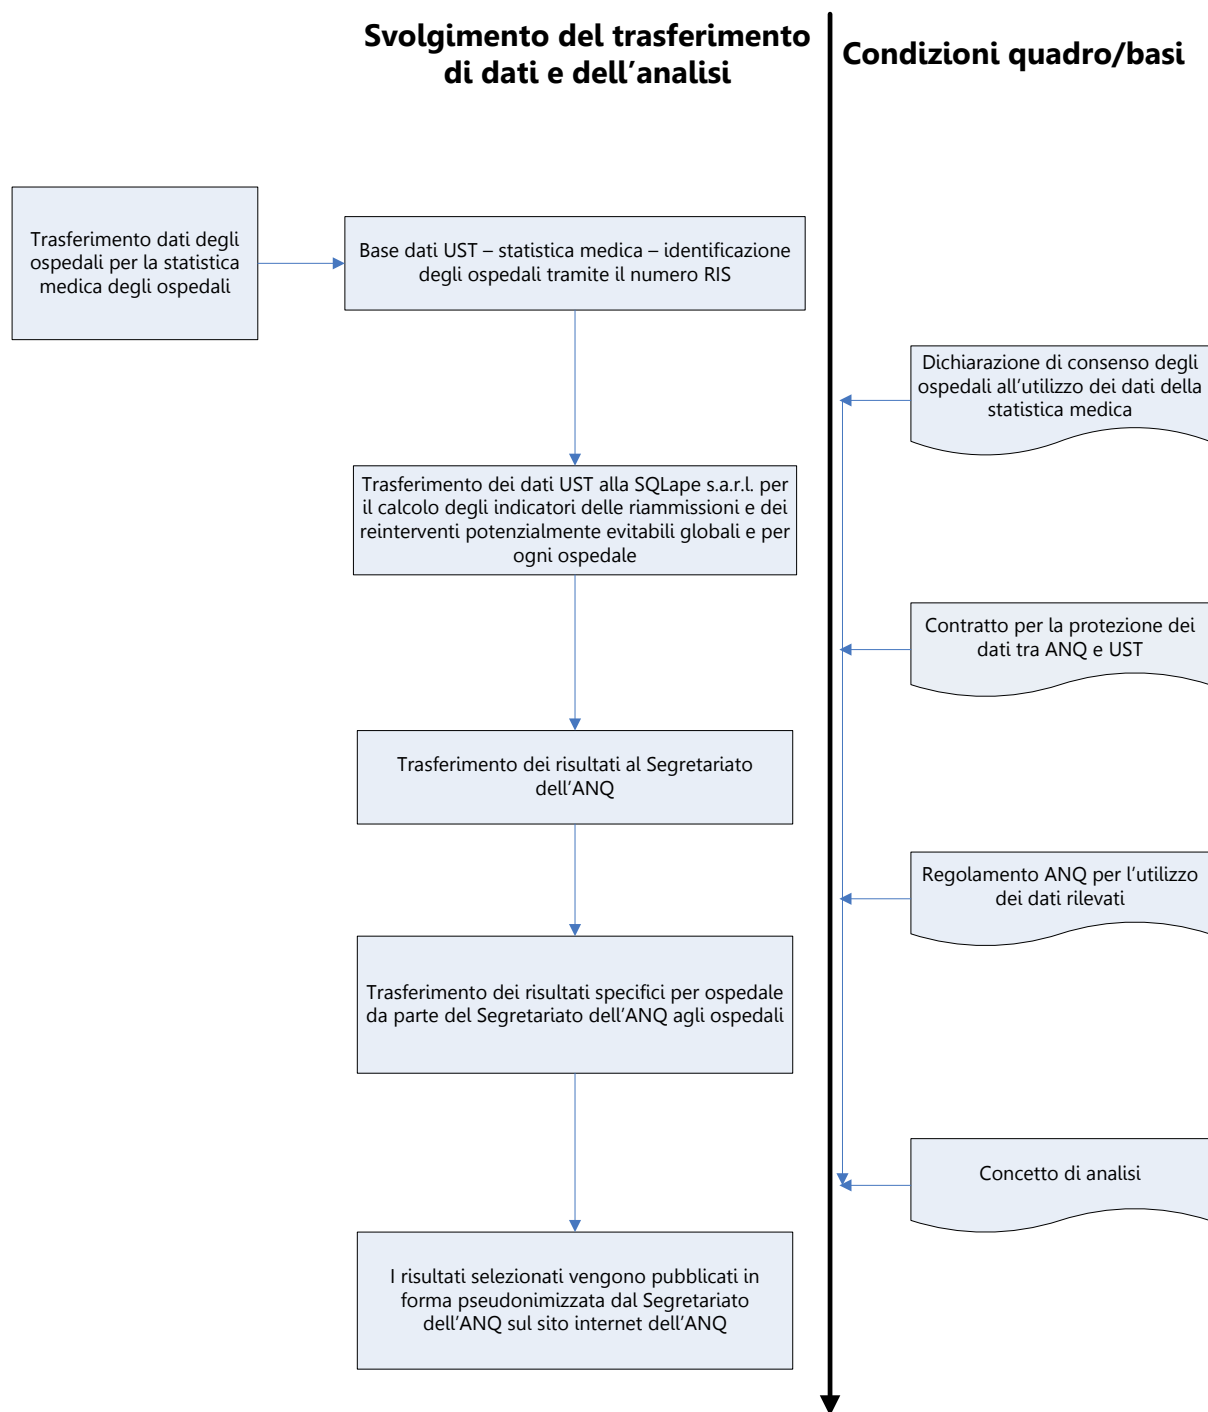 Svolgimento del trasferimento
di dati e dell'analisi
Condizioni quadro/basi
Trasferimento dati degli
ospedali per la statistica
medica degli ospedali
Base dati UST – statistica medica – identificazione
degli ospedali tramite il numero RIS
Dichiarazione di consenso degli
ospedali all'utilizzo dei dati della
statistica medica
Trasferimento dei dati UST alla SQLape s.a.r.l. per
il calcolo degli indicatori delle riammissioni e dei
reinterventi potenzialmente evitabili globali e per
ogni ospedale
Contratto per la protezione dei
dati tra ANQ e UST
Trasferimento dei risultati al Segretariato
dell'ANQ
Regolamento ANQ per l'utilizzo
dei dati rilevati
Trasferimento dei risultati specifici per ospedale
da parte del Segretariato dell'ANQ agli ospedali
Concetto di analisi
I risultati selezionati vengono pubblicati in
forma pseudonimizzata dal Segretariato
dell'ANQ sul sito internet dell'ANQ